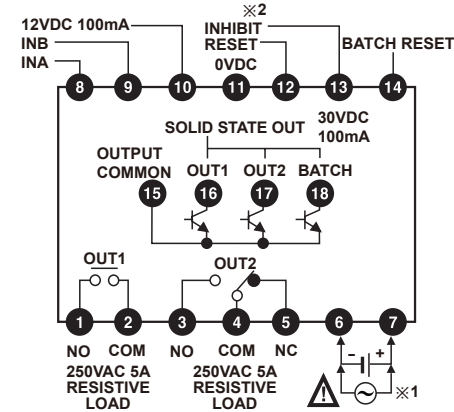 ※2
12VDC 100mA
INHIBIT
INB
RESET
BATCH RESET
INA
0VDC
8
9
10
11
12
13
14
SOLID STATE OUT
30VDC
100mA
OUTPUT
COMMON
OUT1
OUT2
BATCH
15
16
17
18
OUT1
OUT2
1
2
3
4
5
6
7
NO
COM
NO
COM
NC
- +
250VAC 5A
RESISTIVE
LOAD
250VAC 5A
RESISTIVE
LOAD
!
※1